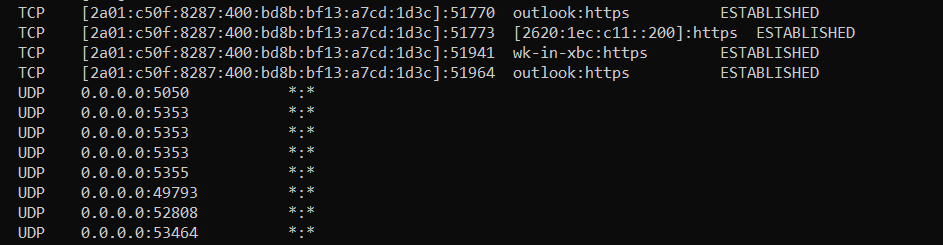 TCP    [2a01:c50f:8287:400:bd8b:bf13:a7cd:1d3c]:51770  outlook:https          ESTABLISHED
TCP    [2a01:c50f:8287:400:bd8b:bf13:a7cd:1d3c]:51773  [2620:1ec:c11::200]:https  ESTABLISHED
TCP    [2a01:c50f:8287:400:bd8b:bf13:a7cd:1d3c]:51941  wk-in-xbc:https        ESTABLISHED
TCP    [2a01:c50f:8287:400:bd8b:bf13:a7cd:1d3c]:51964  outlook:https          ESTABLISHED
UDP    0.0.0.0:5050           *:*
UDP    0.0.0.0:5353           *:*
UDP    0.0.0.0:5353           *:*
UDP    0.0.0.0:5353           *:*
UDP    0.0.0.0:5355           *:*
UDP    0.0.0.0:49793          *:*
UDP    0.0.0.0:52808          *:*
UDP    0.0.0.0:53464          *:*